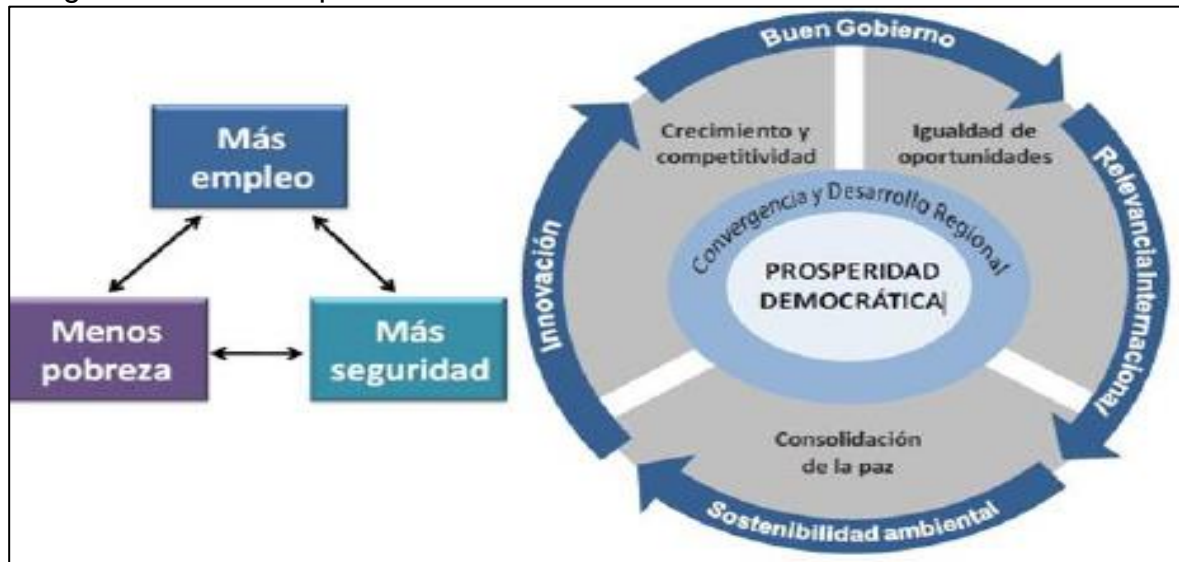 Más
empleo
Menos
pobreza
Más
seguridad
Buen Gobierno
Crecimiento y
competitividad
Igualdad de
oportunidades
Relevancia Internacional
Innovación
Convergencia y Desarrollo Regional
PROSPERIDAD
DEMOCRÁTICA
Consolidación
de la paz
Sostenibilidad ambiental